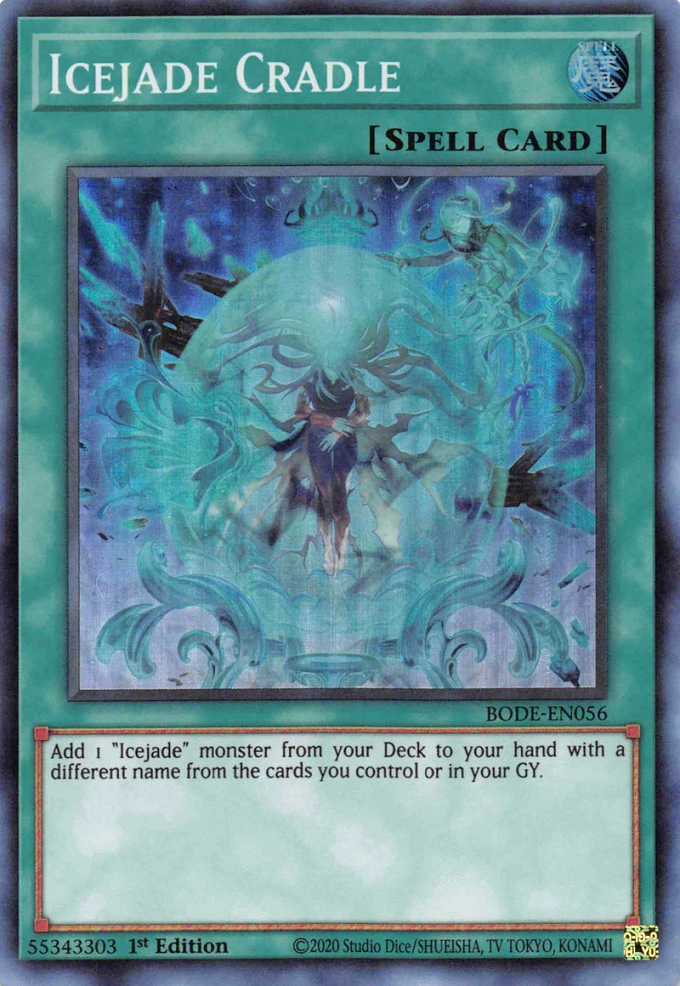 Icejade Cradle
SPELL
魔
[Spell Card]
BODE-EN056
Add 1 "Icejade" monster from your Deck to your hand with a
different name from the cards you control or in your GY.
55343303 1st Edition ©2020 Studio Dice/SHUEISHA, TV TOKYO, KONAMI